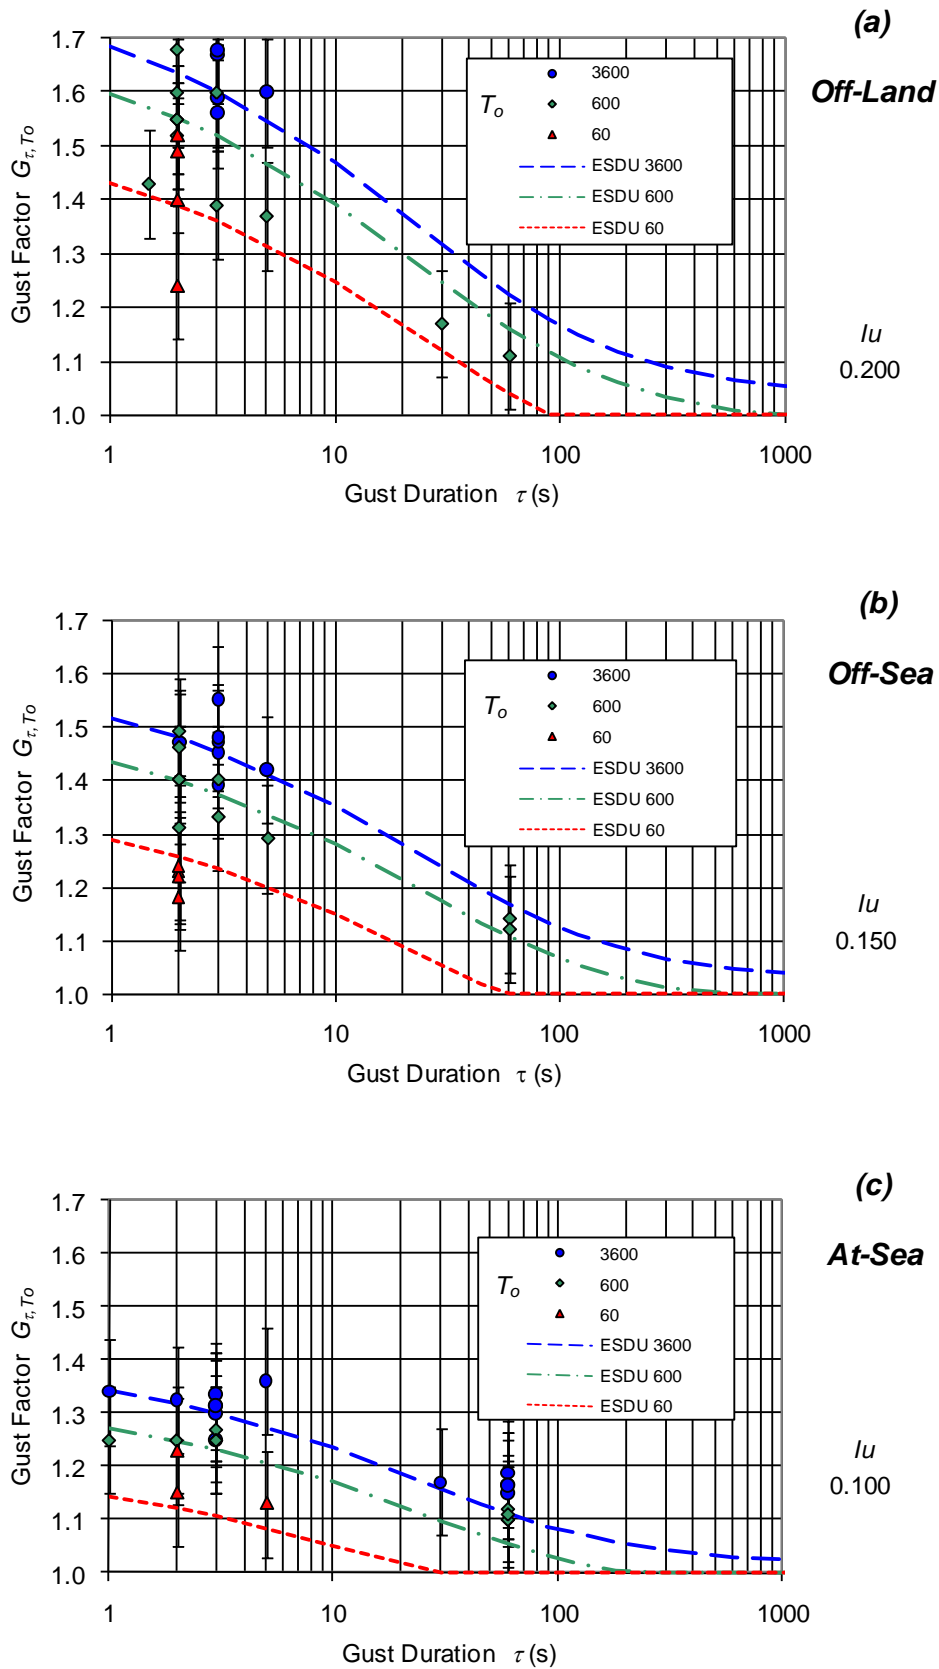 (a)
Off-Land
1.7
1.6
1.5
1.4
1.3
1.2
1.1
1.0
Gust Factor G τ,To
To
3600
600
60
ESDU 3600
ESDU 600
ESDU 60
Iu
0.200
1 10 100 1000
Gust Duration τ (s)
(b)
Off-Sea
1.7
1.6
1.5
1.4
1.3
1.2
1.1
1.0
Gust Factor G τ,To
To
3600
600
60
ESDU 3600
ESDU 600
ESDU 60
Iu
0.150
1 10 100 1000
Gust Duration τ (s)
(c)
At-Sea
1.7
1.6
1.5
1.4
1.3
1.2
1.1
1.0
Gust Factor G τ,To
To
3600
600
60
ESDU 3600
ESDU 600
ESDU 60
Iu
0.100
1 10 100 1000
Gust Duration τ (s)